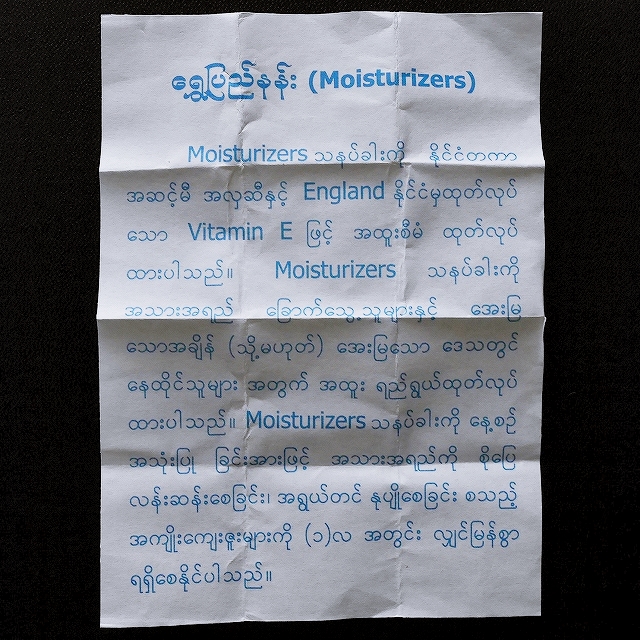 ရွှေပြည်နန်း (Moisturizers)
Moisturizers သနပ်ခါးကို နိုင်ငံတကာ
အဆင့်မီ အလှဆီနှင့် England နိုင်ငံမှထုတ်လုပ်
သော Vitamin E ဖြင့် အထူးစီမံ ထုတ်လုပ်
ထားပါသည်။ Moisturizers သနပ်ခါးကို
အသားအရည် ခြောက်သွေ့သူများနှင့် အေးမြ
သောအချိန် (သို့မဟုတ်) အေးမြသော ဒေသတွင်
နေထိုင်သူများ အတွက် အထူး ရည်ရွယ်ထုတ်လုပ်
ထားပါသည်။ Moisturizers သနပ်ခါးကို နေ့စဉ်
အသုံးပြု ခြင်းအားဖြင့် အသားအရည်ကို စိုပြေ
လန်းဆန်းစေခြင်း၊ အရွယ်တင် နုပျိုစေခြင်း စသည့်
အကျိုးကျေးဇူးများကို (၁)လ အတွင်း လျှင်မြန်စွာ
ရရှိစေနိုင်ပါသည်။